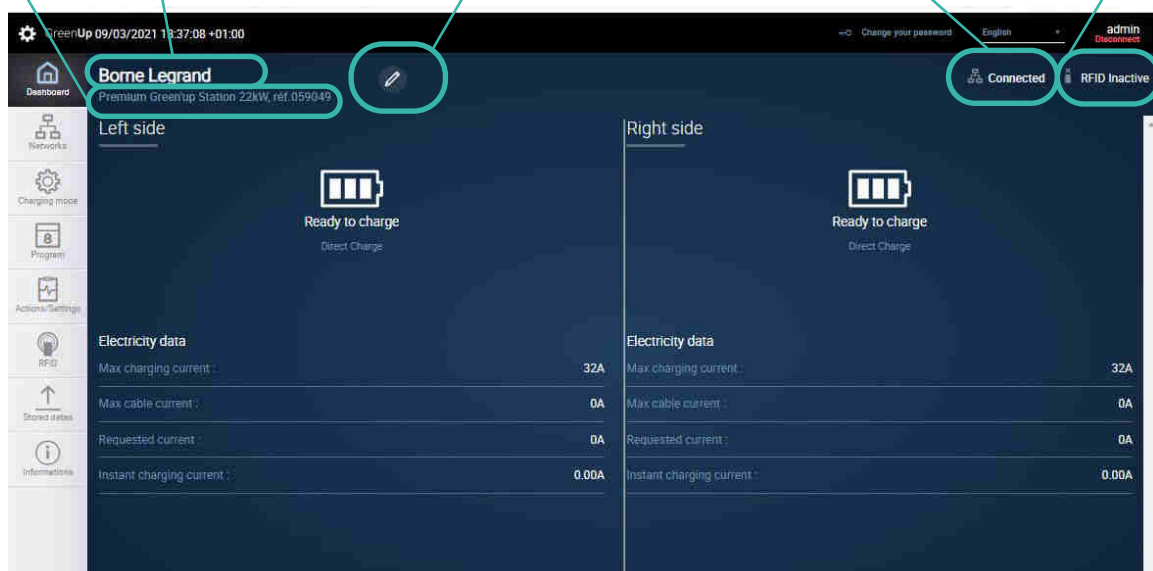 GreenUp 09/03/2021 13:37:08 +01:00
Change your password
English
admin
Disconnect
Dashboard
Borne Legrand
Premium Green'up Station 22kW, réf.059049
Connected
RFID Inactive
Networks
Charging mode
Program
8
Actions/Settings
RFID
Stored datas
Informations
Left side
Ready to charge
Direct Charge
Electricity data
Max charging current : 32A
Max cable current : 0A
Requested current : 0A
Instant charging current : 0.00A
Right side
Ready to charge
Direct Charge
Electricity data
Max charging current : 32A
Max cable current : 0A
Requested current : 0A
Instant charging current : 0.00A